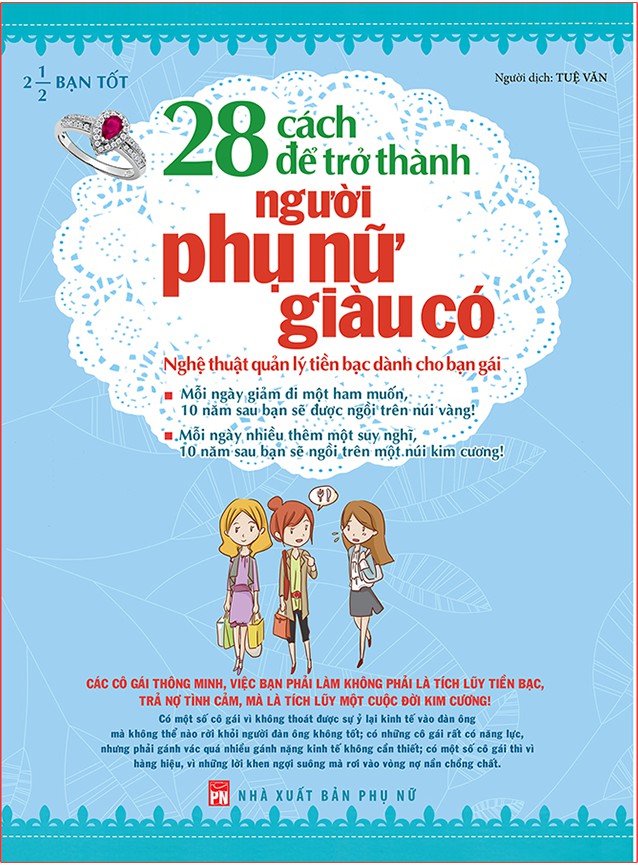 2 1/2 BẠN TỐT
Người dịch: TUỆ VĂN
28 cách
để trở thành
người
phụ nữ
giàu có
Nghệ thuật quản lý tiền bạc dành cho bạn gái
Mỗi ngày giảm đi một ham muốn,
10 năm sau bạn sẽ được ngồi trên núi vàng!
Mỗi ngày nhiều thêm một suy nghĩ,
10 năm sau bạn sẽ ngồi trên một núi kim cương!
CÁC CÔ GÁI THÔNG MINH, VIỆC BẠN PHẢI LÀM KHÔNG PHẢI LÀ TÍCH LŨY TIỀN BẠC,
TRẢ NỢ TÌNH CẢM, MÀ LÀ TÍCH LŨY MỘT CUỘC ĐỜI KIM CƯƠNG!
Có một số cô gái vì không thoát được sự ỷ lại kinh tế vào đàn ông
mà không thể nào rời khỏi người đàn ông không tốt; có những cô gái rất có năng lực,
nhưng phải gánh vác quá nhiều gánh nặng kinh tế không cần thiết; có một số cô gái thì vì
hàng hiệu, vì những lời khen ngợi suông mà rơi vào vòng nợ nần chồng chất.
PN NHÀ XUẤT BẢN PHỤ NỮ